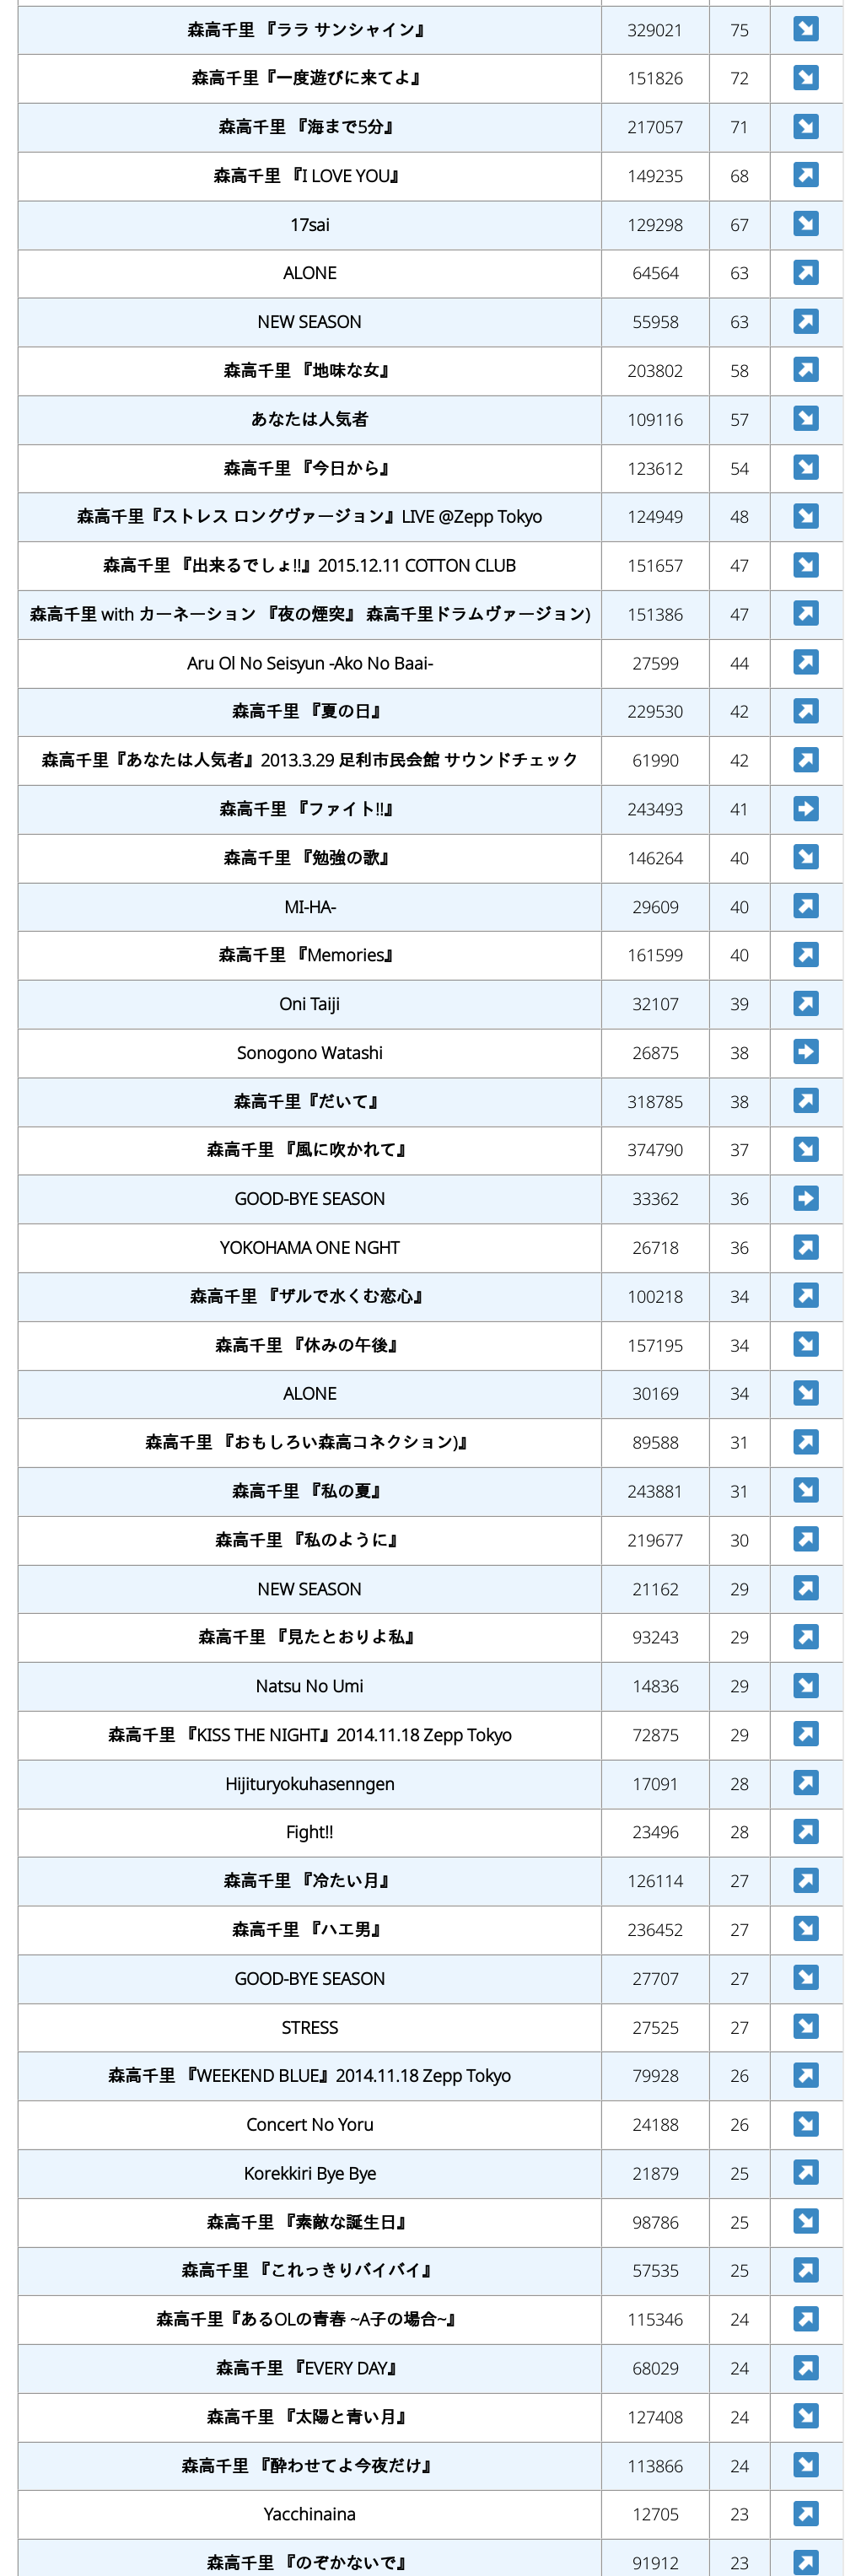 森高千里 『ララ サンシャイン』 329021 75
森高千里『一度遊びに来てよ』 151826 72
森高千里 『海まで5分』 217057 71
森高千里 『I LOVE YOU』 149235 68
17sai 129298 67
ALONE 64564 63
NEW SEASON 55958 63
森高千里 『地味な女』 203802 58
あなたは人気者 109116 57
森高千里 『今日から』 123612 54
森高千里『ストレス ロングヴァージョン』LIVE @Zepp Tokyo 124949 48
森高千里 『出来るでしょ!!』2015.12.11 COTTON CLUB 151657 47
森高千里 with カーネーション 『夜の煙突』 森高千里ドラムヴァージョン) 151386 47
Aru Ol No Seisyun -Ako No Baai- 27599 44
森高千里 『夏の日』 229530 42
森高千里『あなたは人気者』2013.3.29 足利市民会館 サウンドチェック 61990 42
森高千里 『ファイト!!』 243493 41
森高千里 『勉強の歌』 146264 40
MI-HA- 29609 40
森高千里 『Memories』 161599 40
Oni Taiji 32107 39
Sonogono Watashi 26875 38
森高千里『だいて』 318785 38
森高千里 『風に吹かれて』 374790 37
GOOD-BYE SEASON 33362 36
YOKOHAMA ONE NGHT 26718 36
森高千里 『ザルで水くむ恋心』 100218 34
森高千里 『休みの午後』 157195 34
ALONE 30169 34
森高千里 『おもしろい森高コネクション)』 89588 31
森高千里 『私の夏』 243881 31
森高千里 『私のように』 219677 30
NEW SEASON 21162 29
森高千里 『見たとおりよ私』 93243 29
Natsu No Umi 14836 29
森高千里 『KISS THE NIGHT』2014.11.18 Zepp Tokyo 72875 29
Hijituryokuhasenngen 17091 28
Fight!! 23496 28
森高千里 『冷たい月』 126114 27
森高千里 『ハエ男』 236452 27
GOOD-BYE SEASON 27707 27
STRESS 27525 27
森高千里 『WEEKEND BLUE』2014.11.18 Zepp Tokyo 79928 26
Concert No Yoru 24188 26
Korekkiri Bye Bye 21879 25
森高千里 『素敵な誕生日』 98786 25
森高千里 『これっきりバイバイ』 57535 25
森高千里『あるOLの青春 ~A子の場合~』 115346 24
森高千里 『EVERY DAY』 68029 24
森高千里 『太陽と青い月』 127408 24
森高千里 『酔わせてよ今夜だけ』 113866 24
Yacchinaina 12705 23
森高千里 『のぞかないで』 91912 23